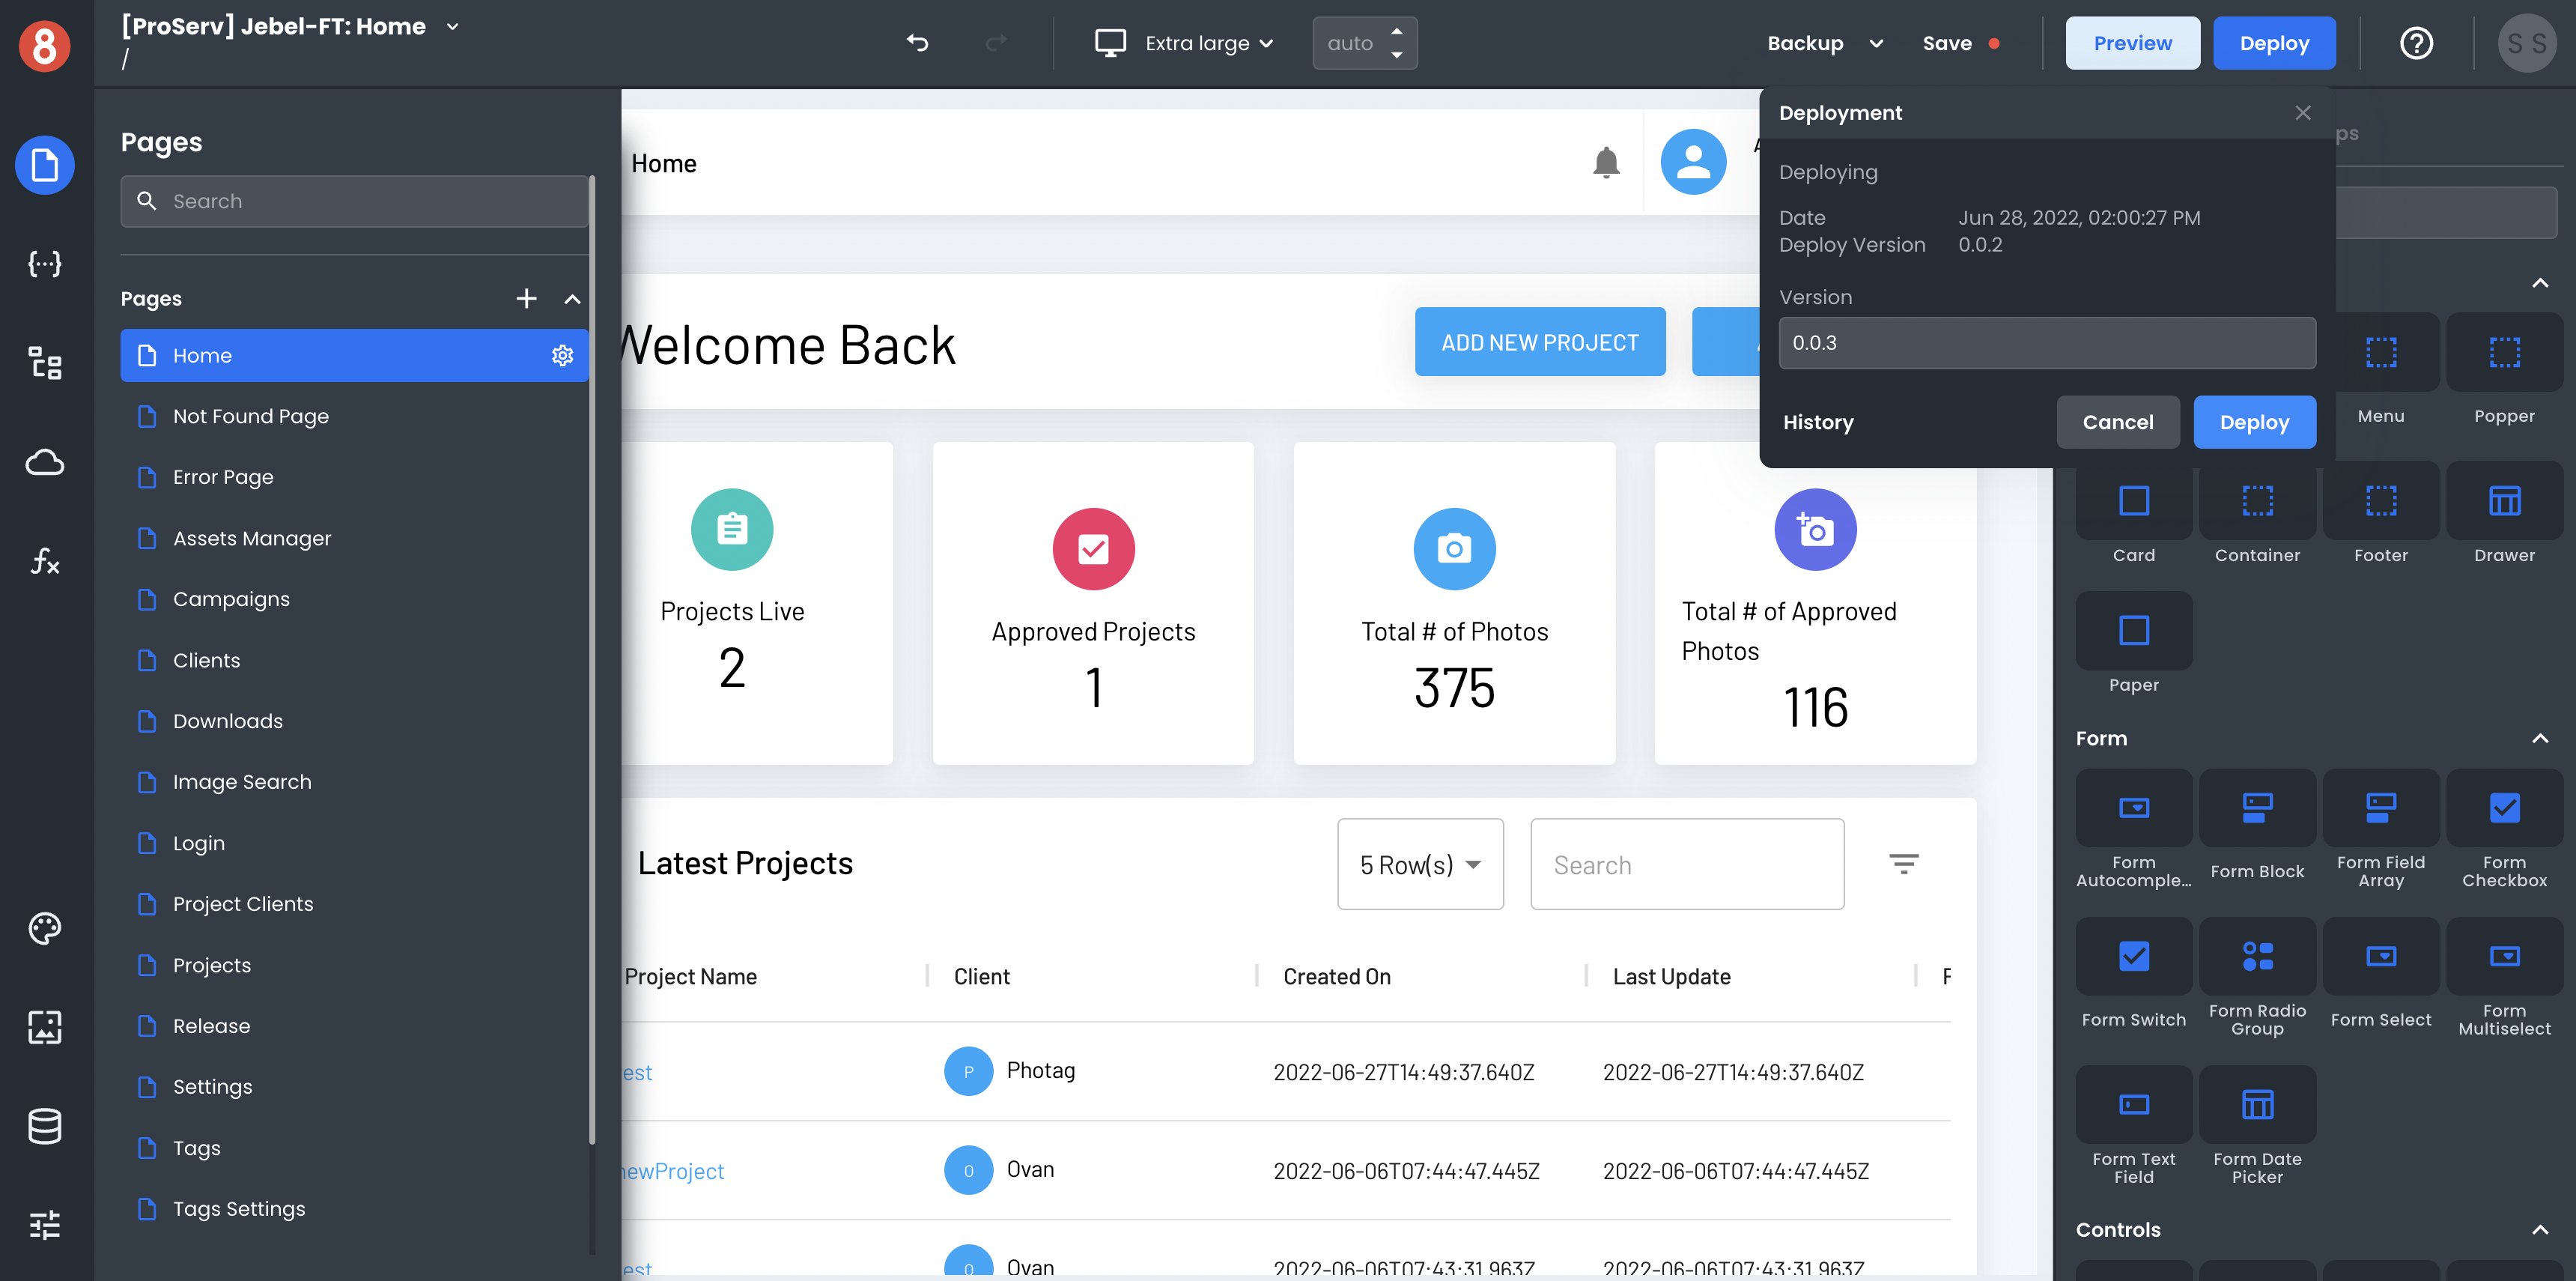 8
[ProServ] Jebel-FT: Home
/
Extra large
auto
Backup
Save
Preview
Deploy
S S
Pages
Search
Pages
Home
Not Found Page
Error Page
Assets Manager
Campaigns
Clients
Downloads
Image Search
Login
Project Clients
Projects
Release
Settings
Tags
Tags Settings
Home
Welcome Back
ADD NEW PROJECT
Projects Live
2
Approved Projects
1
Total # of Photos
375
Total # of Approved
Photos
116
Latest Projects
5 Row(s)
Search
Project Name
Client
Created On
Last Update
est
P
Photag
2022-06-27T14:49:37.640Z
2022-06-27T14:49:37.640Z
newProject
O
Ovan
2022-06-06T07:44:47.445Z
2022-06-06T07:44:47.445Z
est
O
Ovan
2022-06-06T07:43:31.963Z
2022-06-06T07:43:31.963Z
Deployment
Deploying
Date
Jun 28, 2022, 02:00:27 PM
Deploy Version
0.0.2
Version
0.0.3
History
Cancel
Deploy
ps
Menu
Popper
Card
Container
Footer
Drawer
Paper
Form
Form
Autocomple...
Form Block
Form Field
Array
Form
Checkbox
Form Switch
Form Radio
Group
Form Select
Form
Multiselect
Form Text
Field
Form Date
Picker
Controls